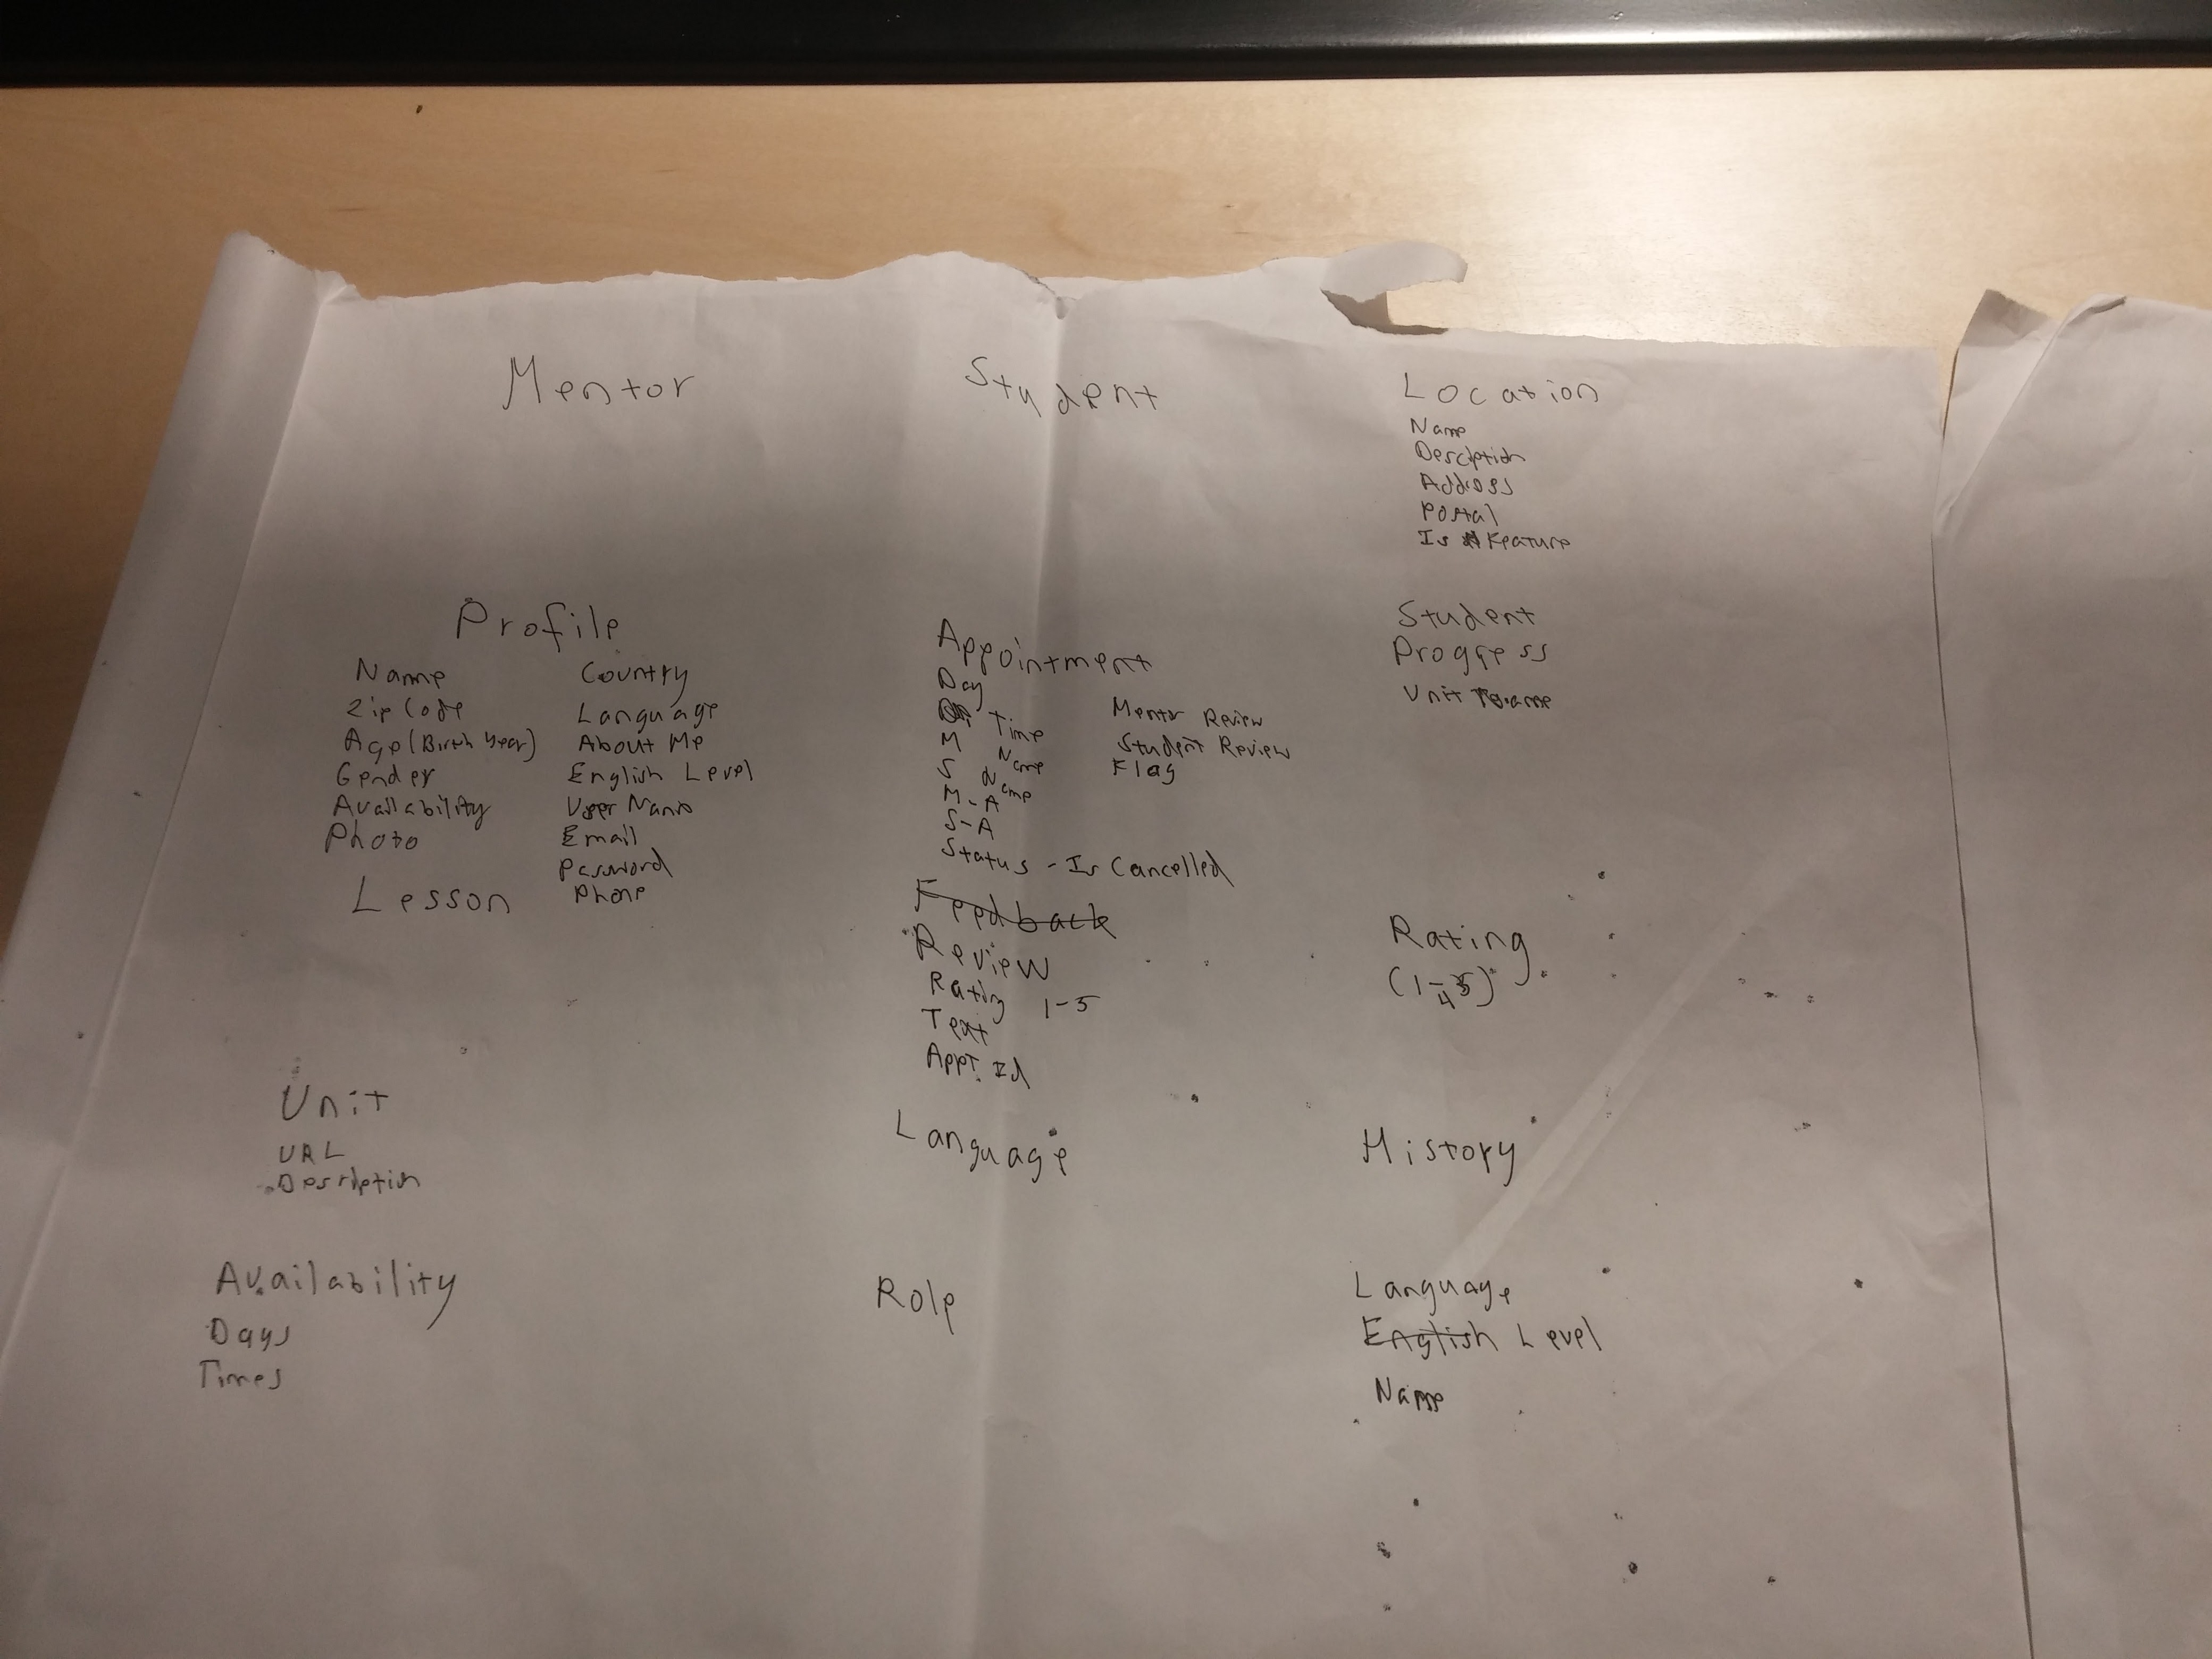 Mentor
Student
Location
Name
Desciption
Address
Postal
Is Feature
Profile
Name
Zip Code
Age (Birth Year)
Gender
Availability
Photo
Country
Language
About Me
English Level
User Name
Email
Password
Phone
Appointment
Day
Time
M Name
S Name
M-A
S-A
Status - Is Cancelled
Mentor Review
Student Review
Flag
Student
Progress
Unit Name
Lesson
Feedback
Review
Rating 1-5
Text
Appt. Id
Rating
(1-5)
4
Unit
URL
Description
Language
History
Availability
Days
Times
Role
Language
English Level
Name